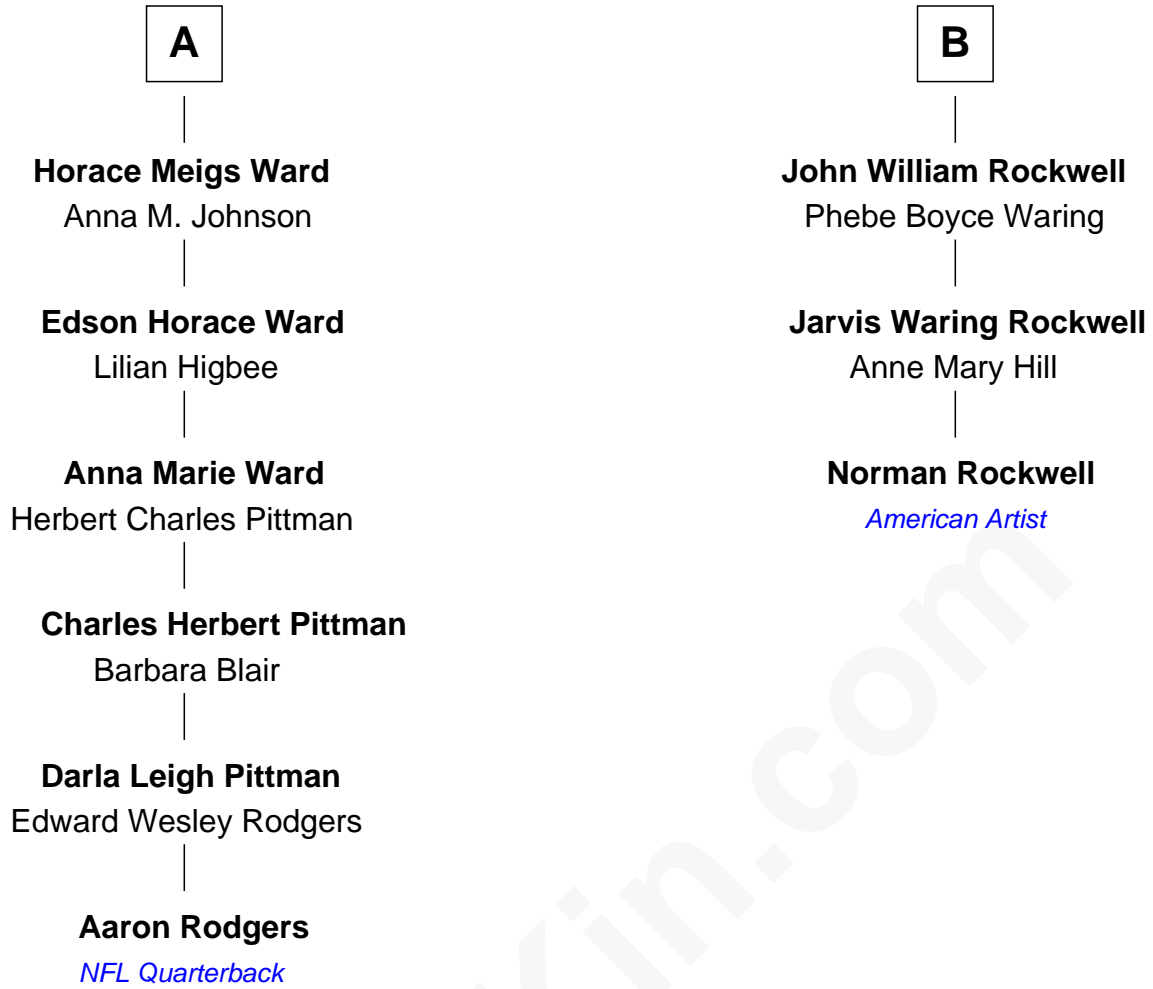 A
Horace Meigs Ward
Anna M. Johnson
Edson Horace Ward
Lilian Higbee
Anna Marie Ward
Herbert Charles Pittman
Charles Herbert Pittman
Barbara Blair
Darla Leigh Pittman
Edward Wesley Rodgers
Aaron Rodgers
NFL Quarterback
B
John William Rockwell
Phebe Boyce Waring
Jarvis Waring Rockwell
Anne Mary Hill
Norman Rockwell
American Artist
Kin.com